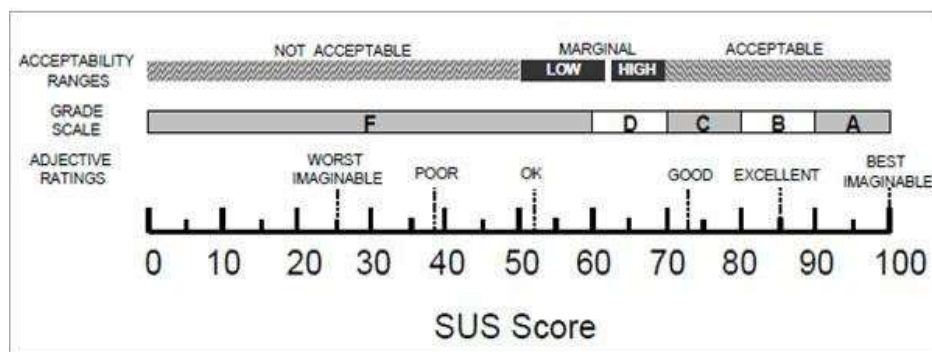 NOT ACCEPTABLE MARGINAL ACCEPTABLE
ACCEPTABILITY RANGES LOW HIGH
GRADE SCALE F D C B A
ADJECTIVE RATINGS WORST IMAGINABLE POOR OK GOOD EXCELLENT BEST IMAGINABLE
0 10 20 30 40 50 60 70 80 90 100
SUS Score